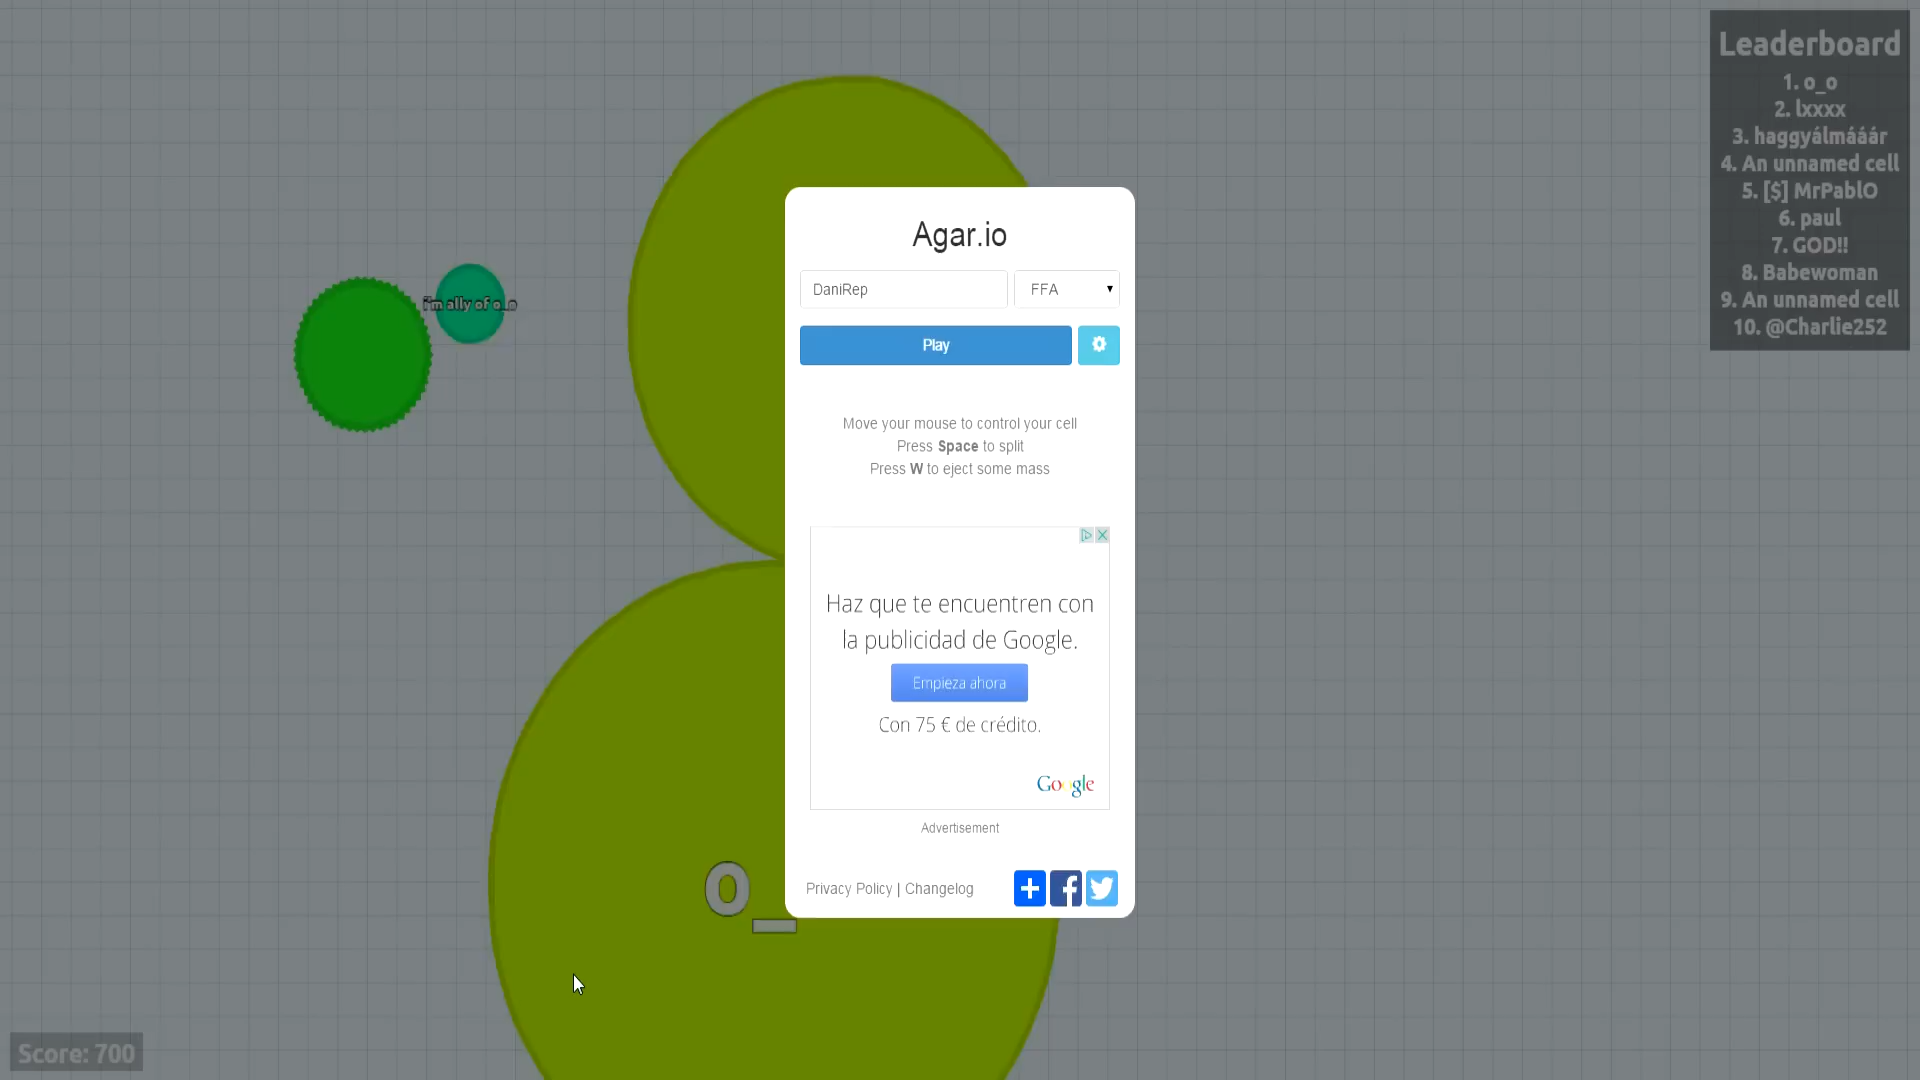 Leaderboard
1. o_o
2. lxxxx
3. haggyálmááár
4. An unnamed cell
5. [$] MrPablO
6. paul
7. GOD!!
8. Babewoman
9. An unnamed cell
10. @Charlie252
Agar.io
DaniRep
FFA
Play
i'm ally of o_o
Move your mouse to control your cell
Press Space to split
Press W to eject some mass
Haz que te encuentren con
la publicidad de Google.
Empieza ahora
Con 75 € de crédito.
Google
Advertisement
o_
Privacy Policy | Changelog
Score: 700